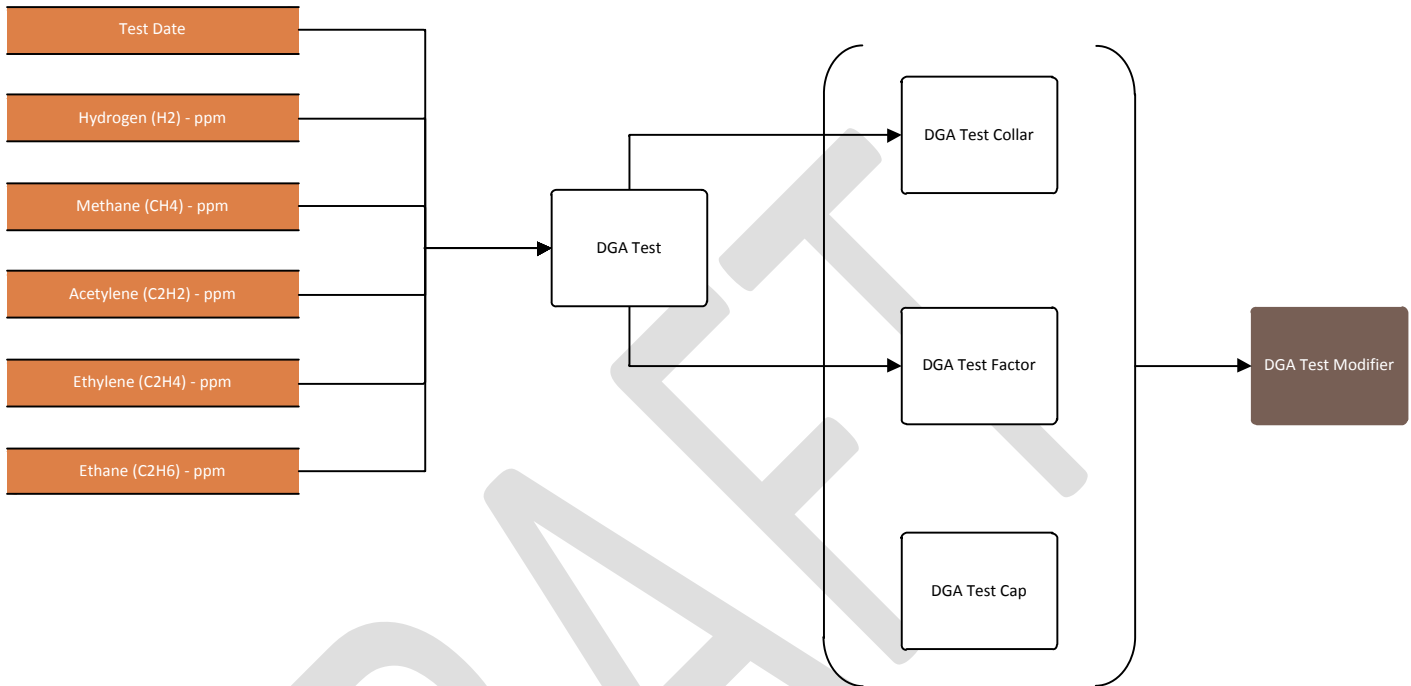 Test Date
Hydrogen (H2) - ppm
Methane (CH4) - ppm
Acetylene (C2H2) - ppm
Ethylene (C2H4) - ppm
Ethane (C2H6) - ppm
DGA Test
DGA Test Collar
DGA Test Factor
DGA Test Cap
DGA Test Modifier
DRAFT